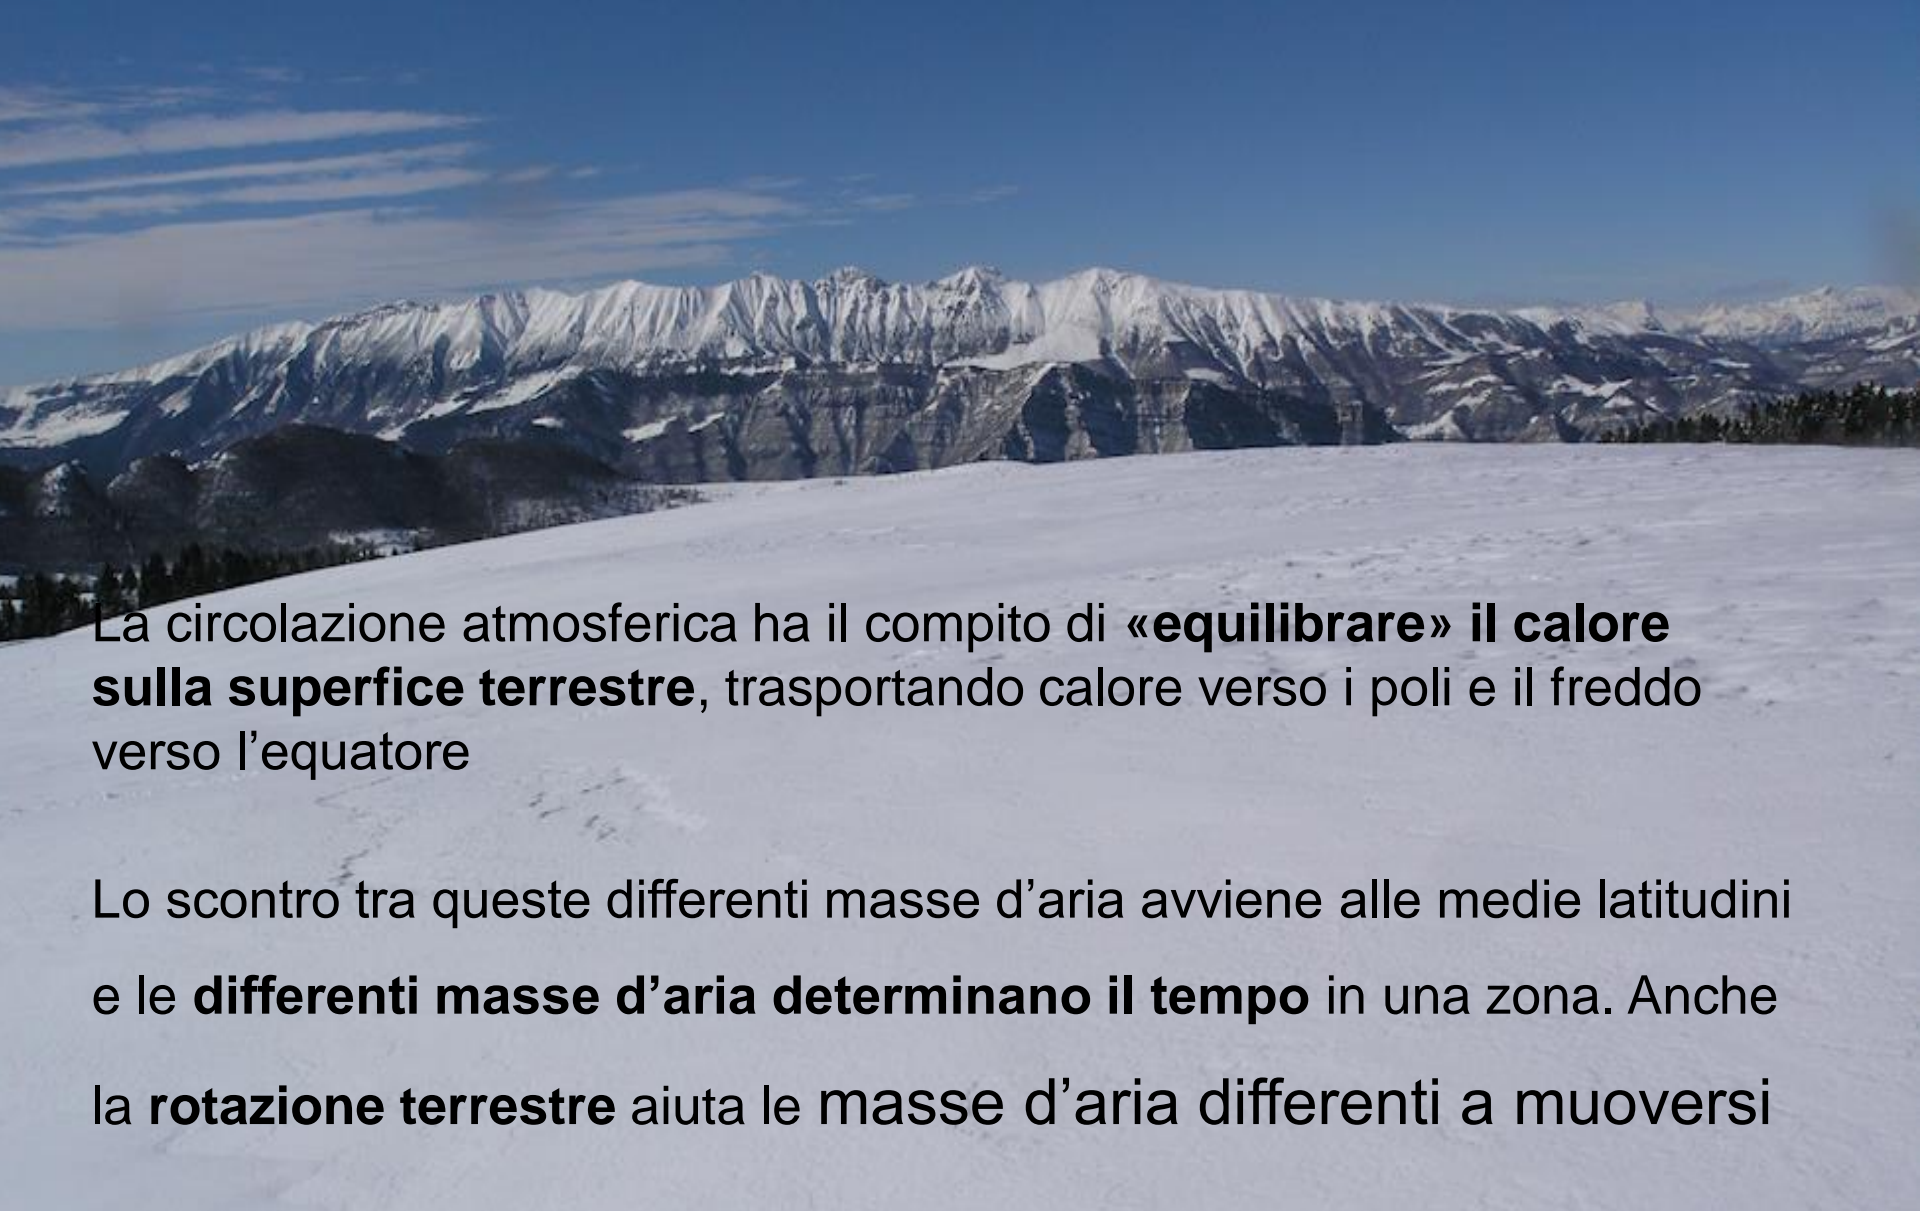 La circolazione atmosferica ha il compito di «equilibrare» il calore
sulla superfice terrestre, trasportando calore verso i poli e il freddo
verso l’equatore
Lo scontro tra queste differenti masse d’aria avviene alle medie latitudini
e le differenti masse d’aria determinano il tempo in una zona. Anche
la rotazione terrestre aiuta le masse d’aria differenti a muoversi